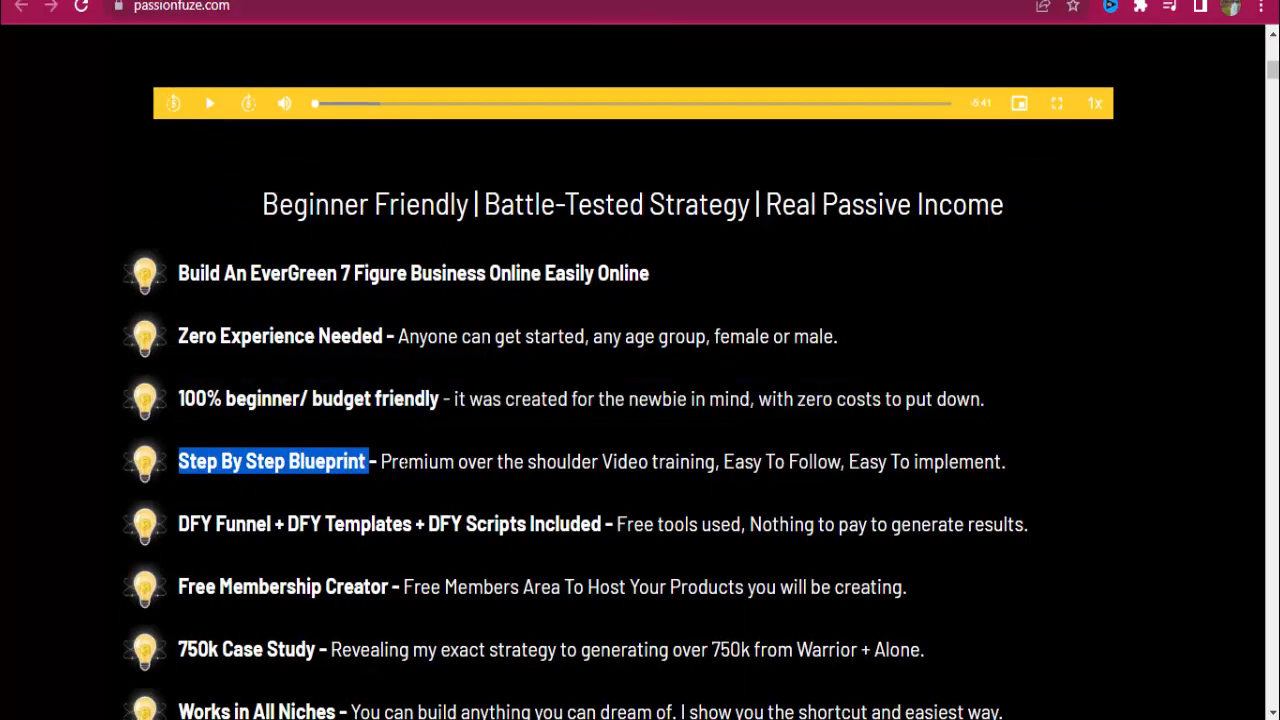 passionfuze.com
-5:41
1x
Beginner Friendly | Battle-Tested Strategy | Real Passive Income
Build An EverGreen 7 Figure Business Online Easily Online
Zero Experience Needed - Anyone can get started, any age group, female or male.
100% beginner/ budget friendly - it was created for the newbie in mind, with zero costs to put down.
Step By Step Blueprint - Premium over the shoulder Video training, Easy To Follow, Easy To implement.
DFY Funnel + DFY Templates + DFY Scripts Included - Free tools used, Nothing to pay to generate results.
Free Membership Creator - Free Members Area To Host Your Products you will be creating.
750k Case Study - Revealing my exact strategy to generating over 750k from Warrior + Alone.
Works in All Niches - You can build anything you can dream of. I show you the shortcut and easiest way.